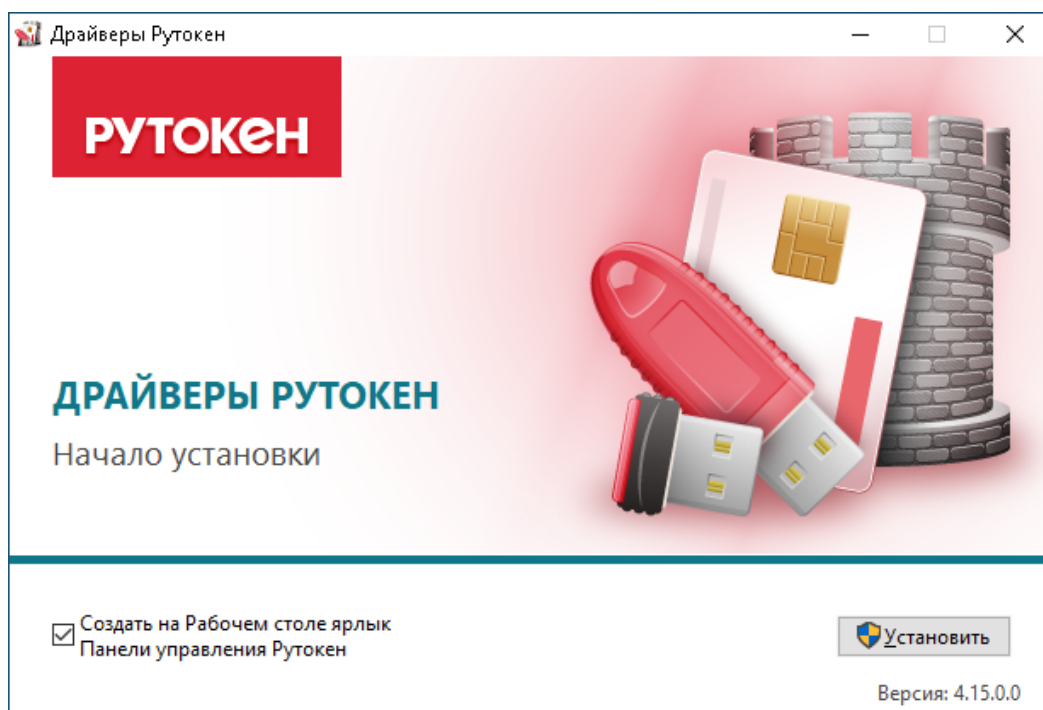 Драйверы Рутокен
РУТОКЕН
ДРАЙВЕРЫ РУТОКЕН
Начало установки
Создать на Рабочем столе ярлык
Панели управления Рутокен
Установить
Версия: 4.15.0.0